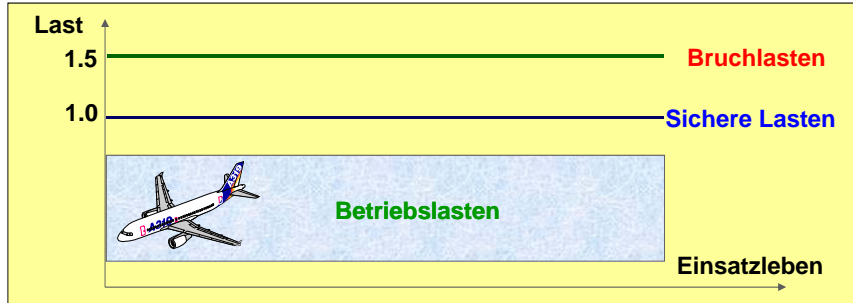 Last
1.5
Bruchlasten
1.0
Sichere Lasten
Betriebslasten
Einsatzleben